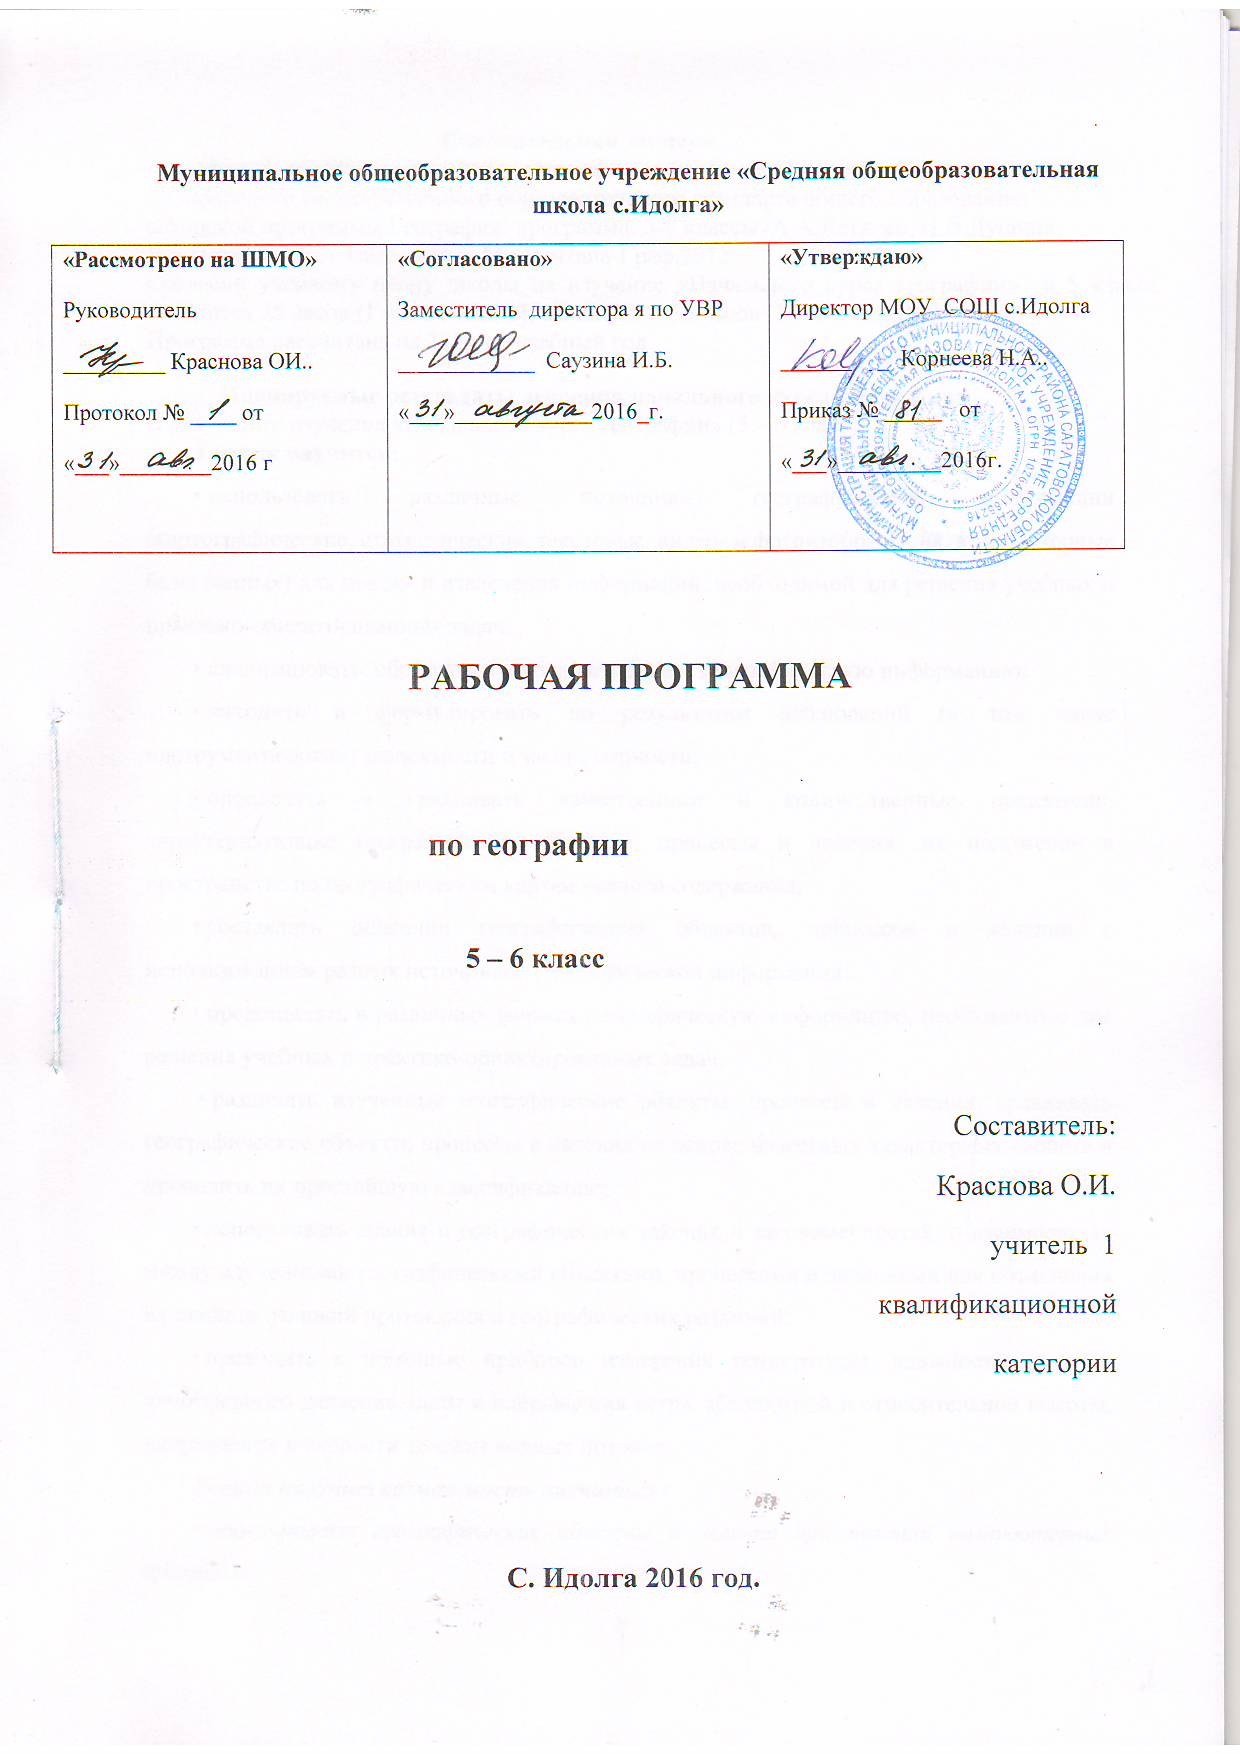 Муниципальное общеобразовательное учреждение «Средняя общеобразовательная
школа с.Идолга»
«Рассмотрено на ШМО»
Руководитель
Краснова ОИ..
Протокол № 1 от
«31» авг. 2016 г
«Согласовано»
Заместитель директора я по УВР
Саузина И.Б.
«31» августа 2016 г.
«Утверждаю»
Директор МОУ СОШ с.Идолга
Корнеева Н.А..
Приказ № 81 от
«31» авг. 2016г.
РАБОЧАЯ ПРОГРАММА
по географии
5 – 6 класс
Составитель:
Краснова О.И.
учитель 1
квалификационной
категории
С. Идолга 2016 год.